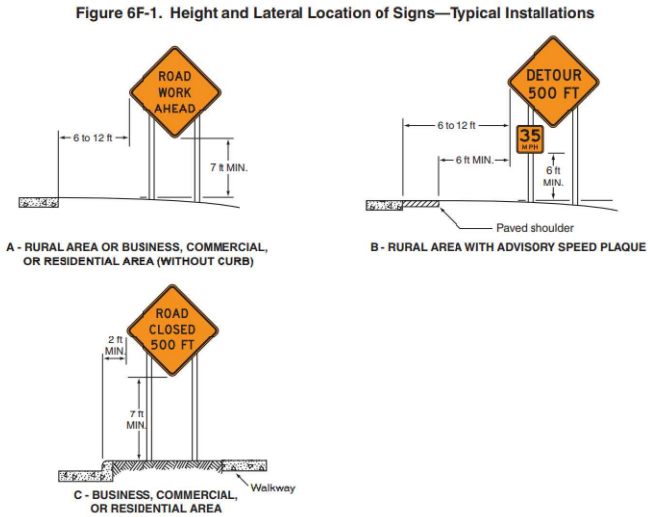 Figure 6F-1. Height and Lateral Location of Signs—Typical Installations
ROAD
WORK
AHEAD
6 to 12 ft
7 ft MIN.
A - RURAL AREA OR BUSINESS, COMMERCIAL,
OR RESIDENTIAL AREA (WITHOUT CURB)
DETOUR
500 FT
35
MPH
6 to 12 ft
6 ft MIN.
6 ft
MIN.
Paved shoulder
B - RURAL AREA WITH ADVISORY SPEED PLAQUE
ROAD
CLOSED
500 FT
2 ft
MIN.
7 ft
MIN.
Walkway
C - BUSINESS, COMMERCIAL,
OR RESIDENTIAL AREA